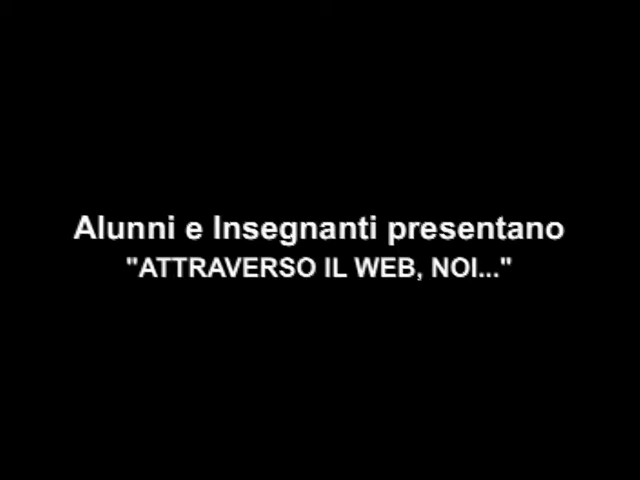 Alunni e Insegnanti presentano
"ATTRAVERSO IL WEB, NOI..."